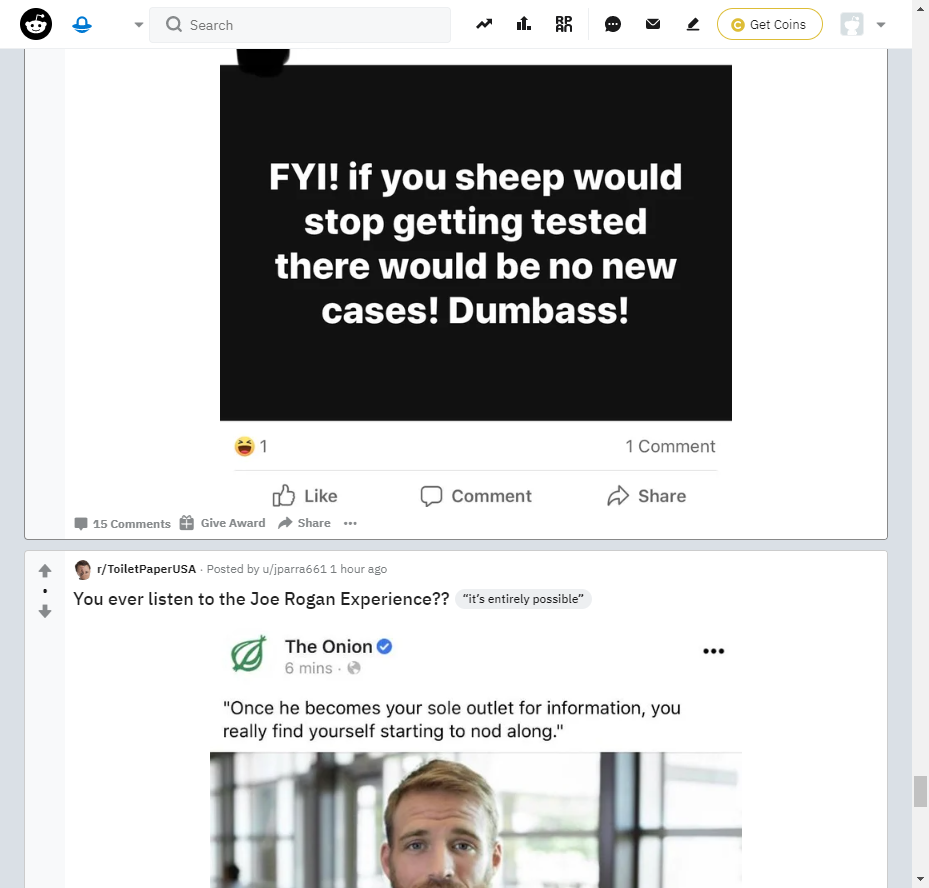 Search
Get Coins
FYI! if you sheep would
stop getting tested
there would be no new
cases! Dumbass!
1
1 Comment
Like
Comment
Share
15 Comments
Give Award
Share
r/ToiletPaperUSA · Posted by u/jparra661 1 hour ago
You ever listen to the Joe Rogan Experience?? "it's entirely possible"
The Onion
6 mins ·
"Once he becomes your sole outlet for information, you
really find yourself starting to nod along."